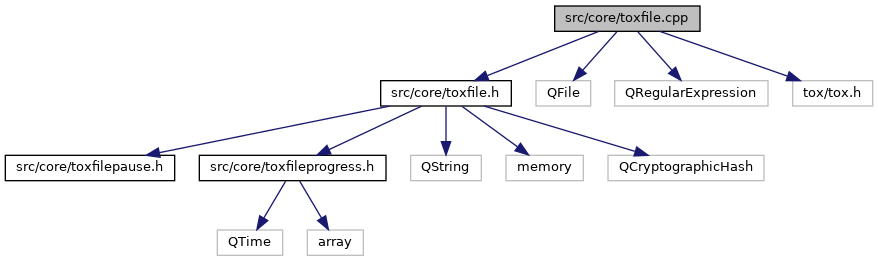 src/core/toxfile.cpp
src/core/toxfile.h
QFile
QRegularExpression
tox/tox.h
src/core/toxfilepause.h
src/core/toxfileprogress.h
QString
memory
QCryptographicHash
QTime
array